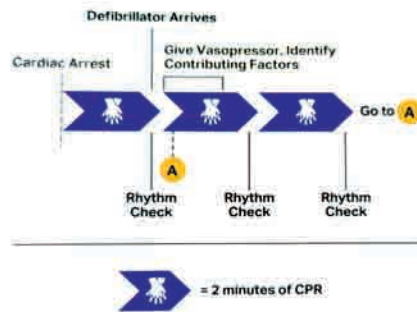 Defibrillator Arrives
Give Vasopressor, Identify
Contributing Factors
Cardiac Arrest
Go to A
A
Rhythm
Check
Rhythm
Check
Rhythm
Check
= 2 minutes of CPR